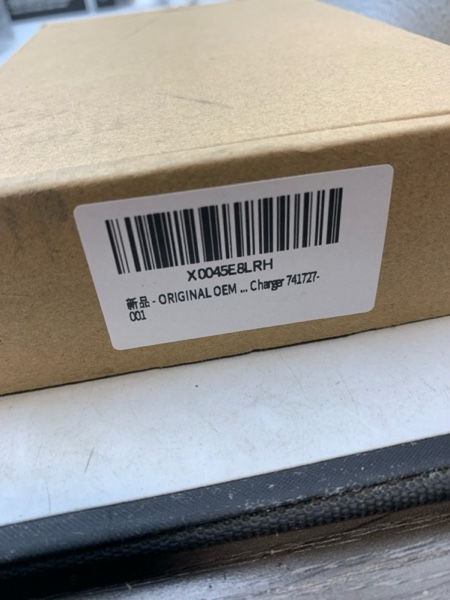 X0045E8LRH
新品 - ORIGINAL OEM ... Charger 741727-
001